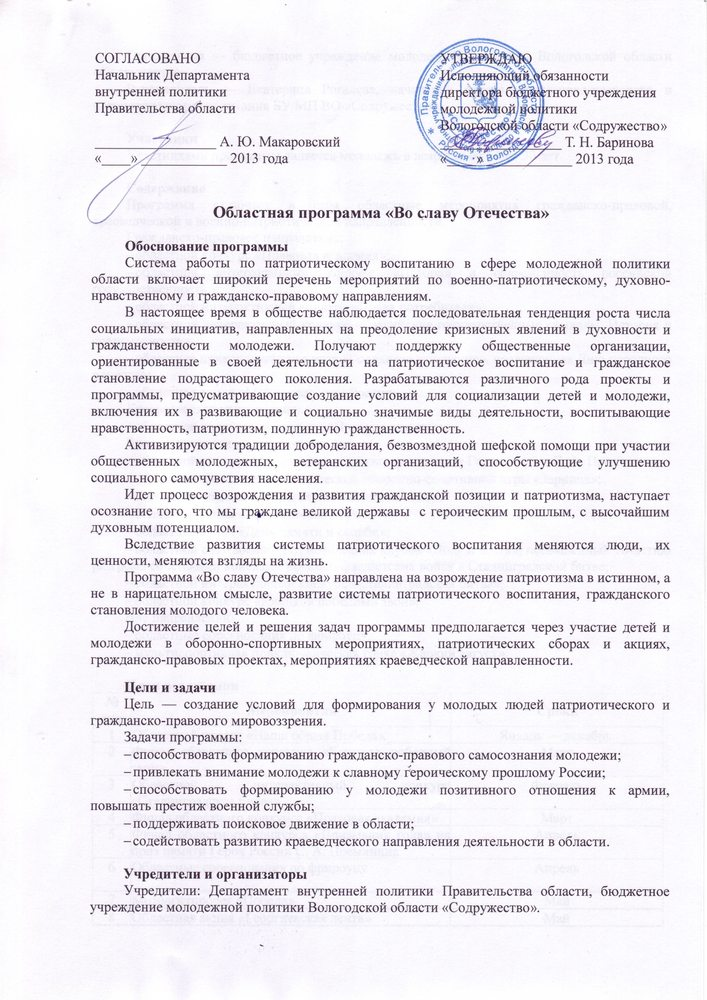 СОГЛАСОВАНО
Начальник Департамента
внутренней политики
Правительства области
________________ А. Ю. Макаровский
«____»____________ 2013 года
УТВЕРЖДАЮ
Исполняющий обязанности
директора бюджетного учреждения
молодежной политики
Вологодской области «Содружество»
________________ Т. Н. Баринова
«____»____________ 2013 года
Областная программа «Во славу Отечества»
Обоснование программы
Система работы по патриотическому воспитанию в сфере молодежной политики
области включает широкий перечень мероприятий по военно-патриотическому, духовно-
нравственному и гражданско-правовому направлениям.
В настоящее время в обществе наблюдается последовательная тенденция роста числа
социальных инициатив, направленных на преодоление кризисных явлений в духовности и
гражданственности молодежи. Получают поддержку общественные организации,
ориентированные в своей деятельности на патриотическое воспитание и гражданское
становление подрастающего поколения. Разрабатываются различного рода проекты и
программы, предусматривающие создание условий для социализации детей и молодежи,
включения их в развивающие и социально значимые виды деятельности, воспитывающие
нравственность, патриотизм, подлинную гражданственность.
Активизируются традиции доброделания, безвозмездной шефской помощи при участии
общественных молодежных, ветеранских организаций, способствующие улучшению
социального самочувствия населения.
Идет процесс возрождения и развития гражданской позиции и патриотизма, наступает
осознание того, что мы граждане великой державы с героическим прошлым, с высочайшим
духовным потенциалом.
Вследствие развития системы патриотического воспитания меняются люди, их
ценности, меняются взгляды на жизнь.
Программа «Во славу Отечества» направлена на возрождение патриотизма в истинном, а
не в нарицательном смысле, развитие системы патриотического воспитания, гражданского
становления молодого человека.
Достижение целей и решения задач программы предполагается через участие детей и
молодежи в оборонно-спортивных мероприятиях, патриотических сборах и акциях,
гражданско-правовых проектах, мероприятиях краеведческой направленности.
Цели и задачи
Цель — создание условий для формирования у молодых людей патриотического и
гражданско-правового мировоззрения.
Задачи программы:
–способствовать формированию гражданско-правового самосознания молодежи;
–привлекать внимание молодежи к славному героическому прошлому России;
–способствовать формированию у молодежи позитивного отношения к армии,
повышать престиж военной службы;
–поддерживать поисковое движение в области;
–содействовать развитию краеведческого направления деятельности в области.
Учредители и организаторы
Учредители: Департамент внутренней политики Правительства области, бюджетное
учреждение молодежной политики Вологодской области «Содружество».